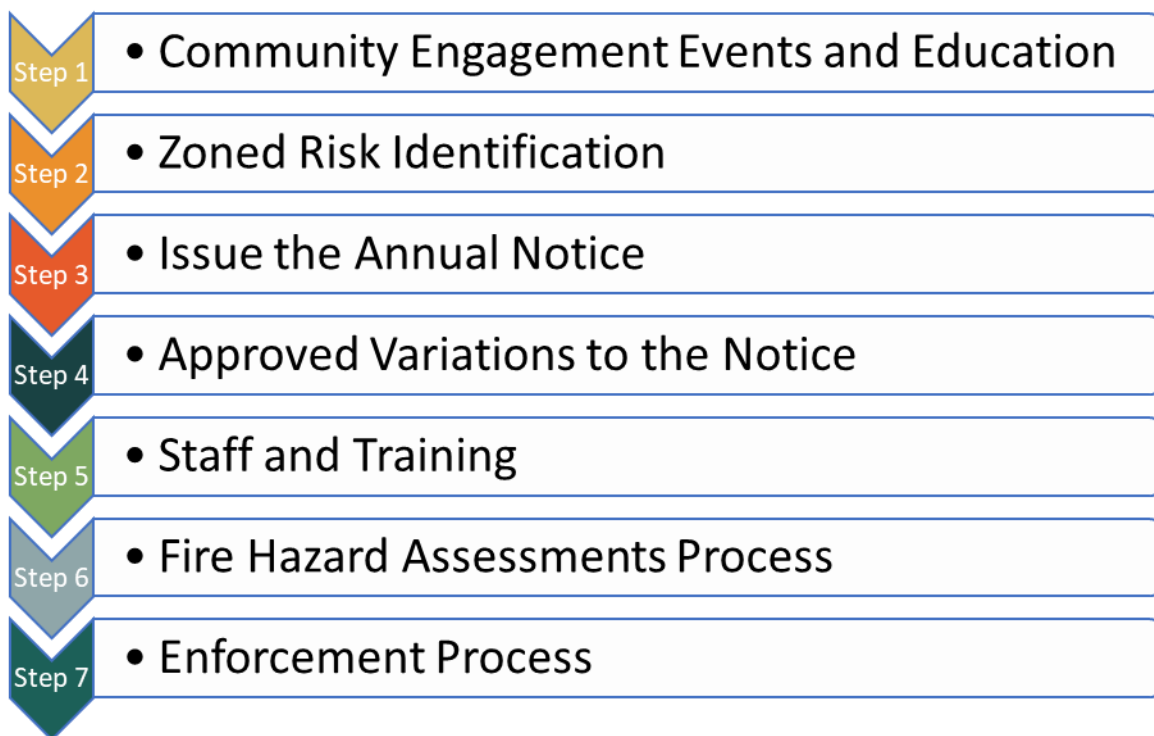 Step 1
• Community Engagement Events and Education
Step 2
• Zoned Risk Identification
Step 3
• Issue the Annual Notice
Step 4
• Approved Variations to the Notice
Step 5
• Staff and Training
Step 6
• Fire Hazard Assessments Process
Step 7
• Enforcement Process